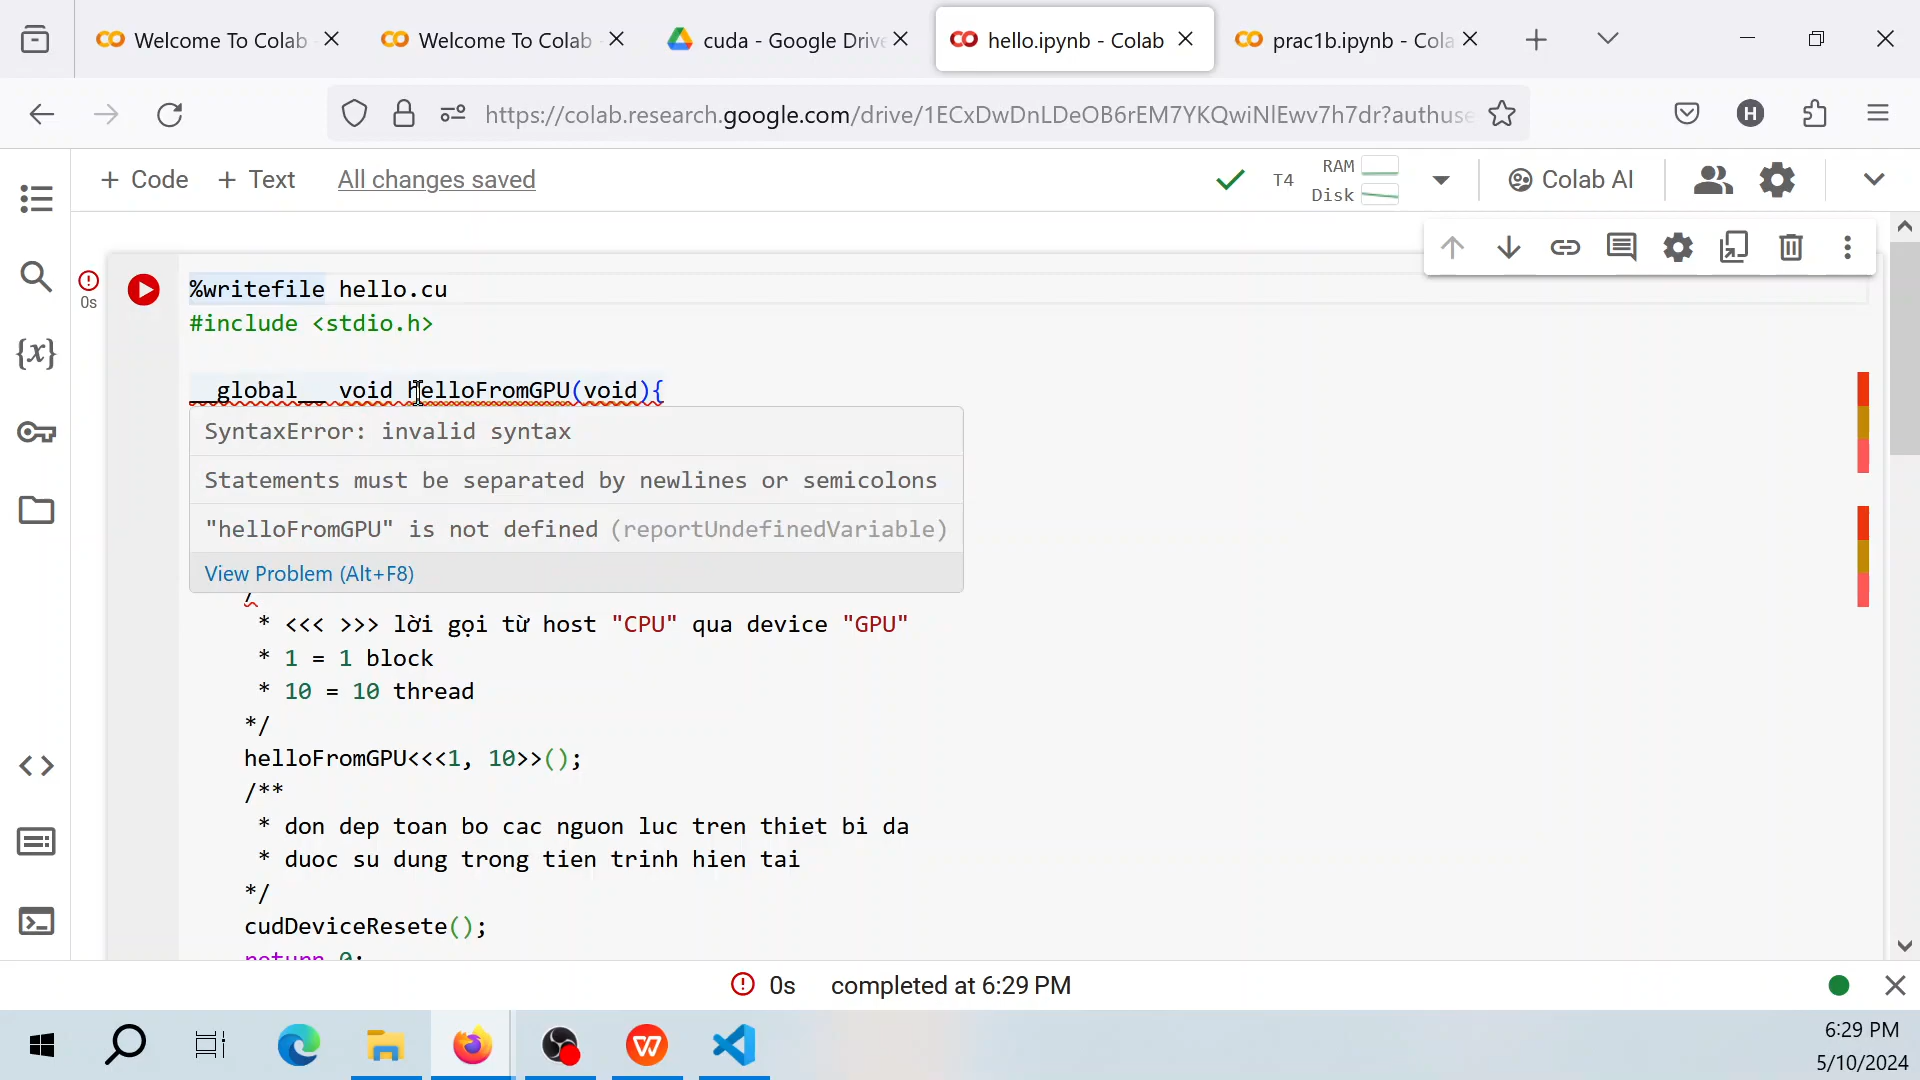 Welcome To Colab
Welcome To Colab
cuda - Google Drive
hello.ipynb - Colab
prac1b.ipynb - Cola
https://colab.research.google.com/drive/1ECxDwDnLDeOB6rEM7YKQwiNlEwv7h7dr?authuse
H
+ Code
+ Text
All changes saved
T4
RAM
Disk
Colab AI
0s
%writefile hello.cu
#include <stdio.h>
__global__ void helloFromGPU(void){
SyntaxError: invalid syntax
Statements must be separated by newlines or semicolons
"helloFromGPU" is not defined (reportUndefinedVariable)
View Problem (Alt+F8)
* <<< >>> lời gọi từ host "CPU" qua device "GPU"
* 1 = 1 block
* 10 = 10 thread
*/
helloFromGPU<<<1, 10>>();
/**
* don dep toan bo cac nguon luc tren thiet bi da
* duoc su dung trong tien trinh hien tai
*/
cudDeviceResete();
return 0;
0s completed at 6:29 PM
6:29 PM
5/10/2024